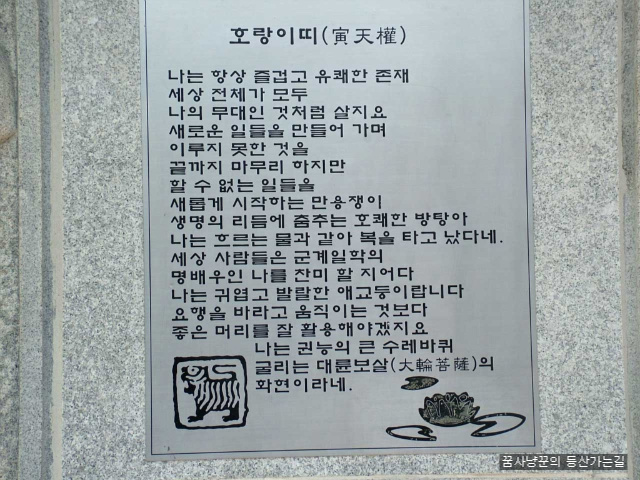 호랑이띠(寅天權)
나는 항상 즐겁고 유쾌한 존재
세상 전체가 모두
나의 무대인 것처럼 살지요
새로운 일들을 만들어 가며
이루지 못한 것을
끝까지 마무리 하지만
할 수 없는 일들을
새롭게 시작하는 만용쟁이
생명의 리듬에 춤추는 호쾌한 방탕아
나는 흐르는 물과 같아 복을 타고 났다네.
세상 사람들은 군계일학의
명배우인 나를 찬미 할 지어다
나는 귀엽고 발랄한 애교둥이랍니다
요행을 바라고 움직이는 것보다
좋은 머리를 잘 활용해야겠지요
나는 권능의 큰 수레바퀴
굴리는 대륜보살(大輪菩薩)의
화현이라네.
꿈사냥꾼의 등산가는길